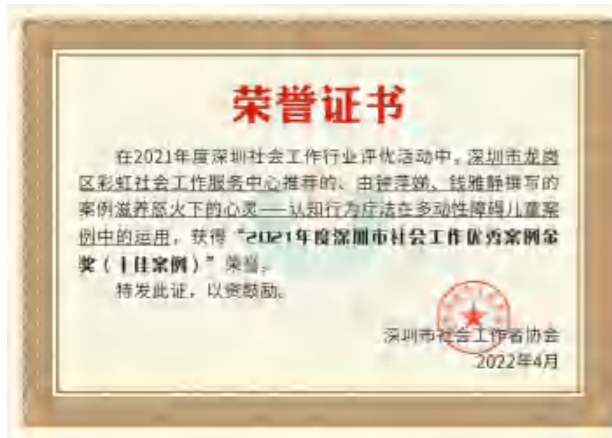 荣誉证书
在2021年度深圳社会工作行业评优活动中，深圳市龙岗
区彩虹社会工作服务中心推荐的、由钟萍娣、钱雅静撰写的
案例滋养怒火下的心灵——认知行为疗法在多动性障碍儿童案
例中的运用，获得“2021年度深圳市社会工作优秀案例金
奖（十佳案例）”荣誉。
特发此证，以资鼓励。
深圳市社会工作者协会
2022年4月